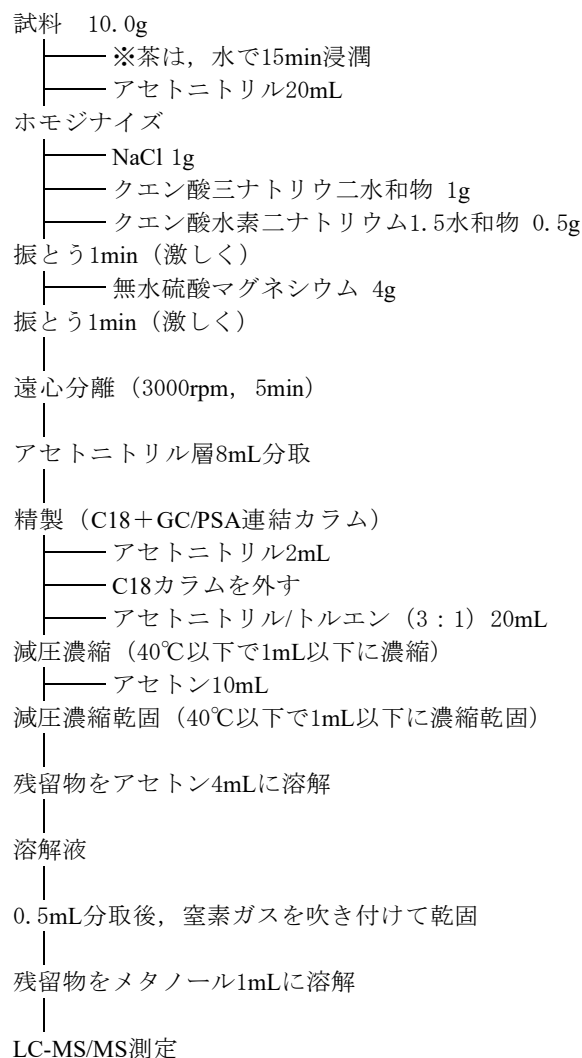 試料　10.0g
※茶は，水で15min浸潤
アセトニトリル20mL
ホモジナイズ
NaCl 1g
クエン酸三ナトリウ二水和物 1g
クエン酸水素二ナトリウム1.5水和物 0.5g
振とう1min（激しく）
無水硫酸マグネシウム 4g
振とう1min（激しく）
遠心分離（3000rpm，5min）
アセトニトリル層8mL分取
精製（C18＋GC/PSA連結カラム）
アセトニトリル2mL
C18カラムを外す
アセトニトリル/トルエン（3：1）20mL
減圧濃縮（40℃以下で1mL以下に濃縮）
アセトン10mL
減圧濃縮乾固（40℃以下で1mL以下に濃縮乾固）
残留物をアセトン4mLに溶解
溶解液
0.5mL分取後，窒素ガスを吹き付けて乾固
残留物をメタノール1mLに溶解
LC-MS/MS測定